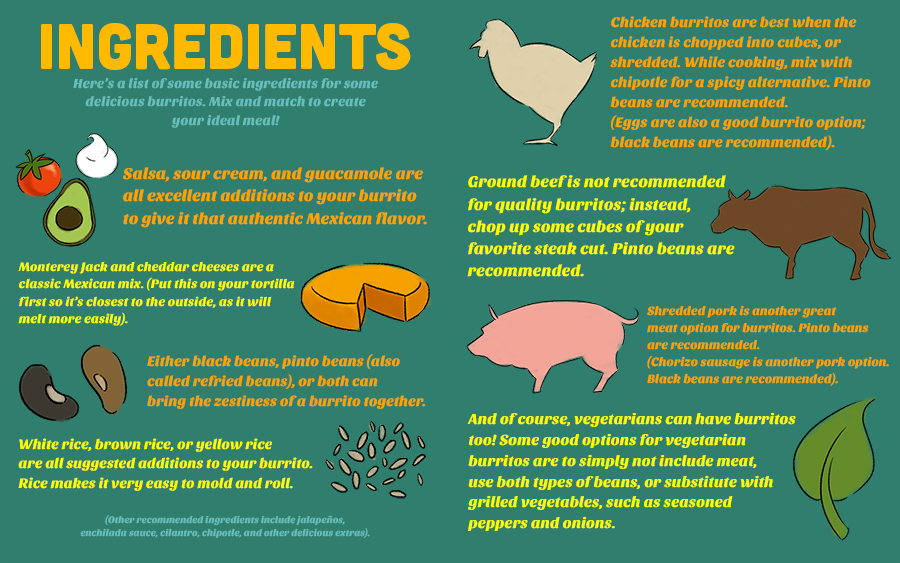 INGREDIENTS
Here's a list of some basic ingredients for some
delicious burritos. Mix and match to create
your ideal meal!
Salsa, sour cream, and guacamole are
all excellent additions to your burrito
to give it that authentic Mexican flavor.
Monterey Jack and cheddar cheeses are a
classic Mexican mix. (Put this on your tortilla
first so it's closest to the outside, as it will
melt more easily).
Either black beans, pinto beans (also
called refried beans), or both can
bring the zestiness of a burrito together.
White rice, brown rice, or yellow rice
are all suggested additions to your burrito.
Rice makes it very easy to mold and roll.
(Other recommended ingredients include jalapeños,
enchilada sauce, cilantro, chipotle, and other delicious extras).
Chicken burritos are best when the
chicken is chopped into cubes, or
shredded. While cooking, mix with
chipotle for a spicy alternative. Pinto
beans are recommended.
(Eggs are also a good burrito option;
black beans are recommended).
Ground beef is not recommended
for quality burritos; instead,
chop up some cubes of your
favorite steak cut. Pinto beans are
recommended.
Shredded pork is another great
meat option for burritos. Pinto beans
are recommended.
(Chorizo sausage is another pork option.
Black beans are recommended).
And of course, vegetarians can have burritos
too! Some good options for vegetarian
burritos are to simply not include meat,
use both types of beans, or substitute with
grilled vegetables, such as seasoned
peppers and onions.